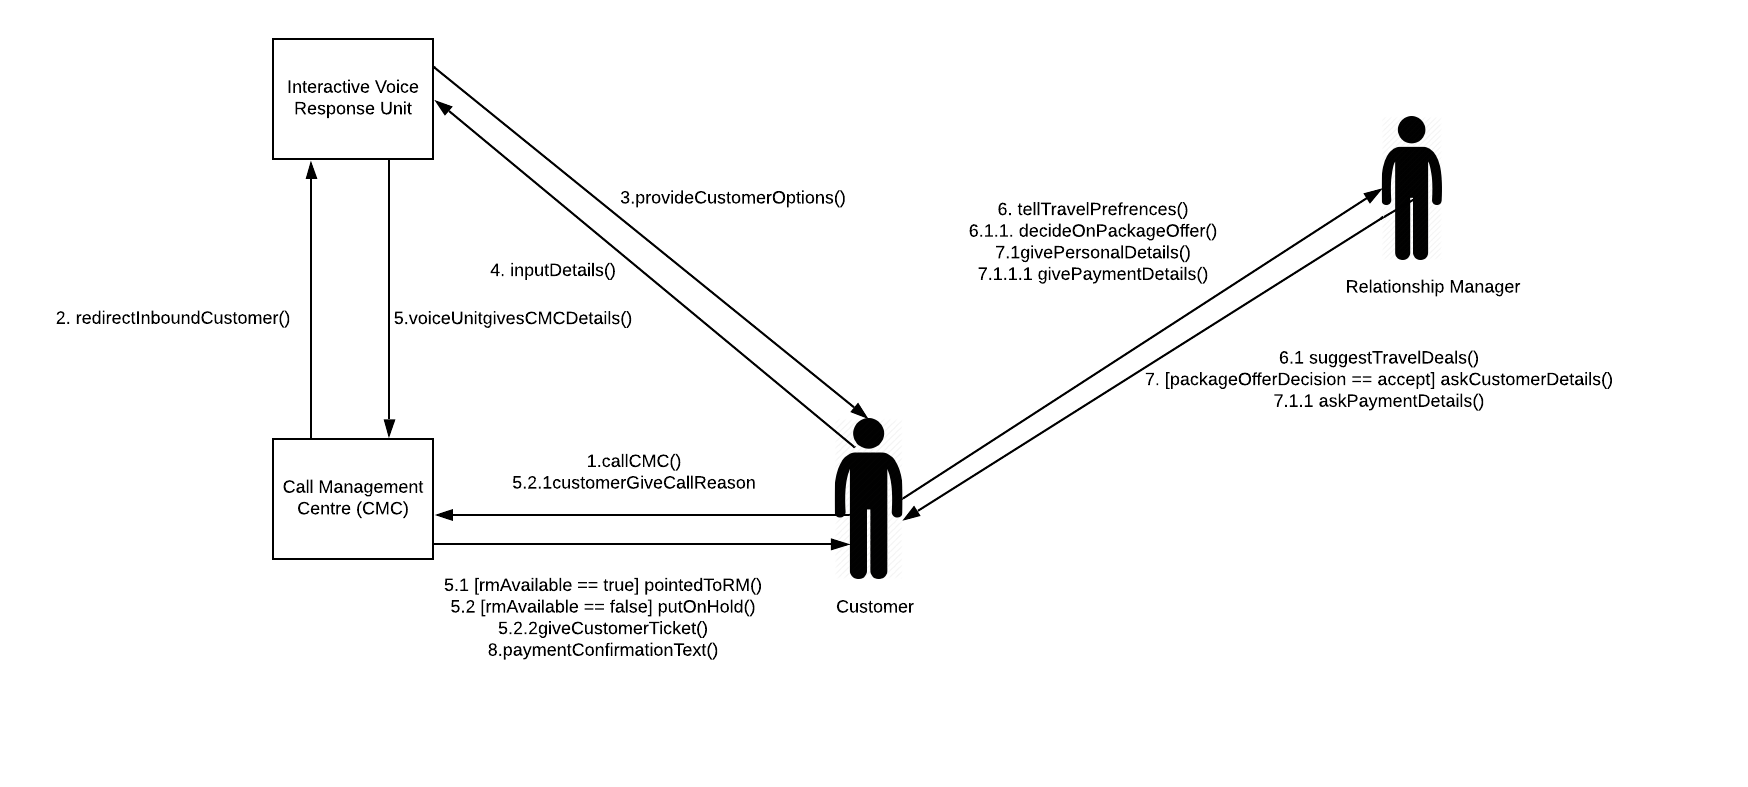 Interactive Voice
Response Unit
3.provideCustomerOptions()
6. tellTravelPrefrences()
6.1.1. decideOnPackageOffer()
7.1givePersonalDetails()
7.1.1.1 givePaymentDetails()
4. inputDetails()
Relationship Manager
2. redirectInboundCustomer()
5.voiceUnitgivesCMCDetails()
6.1 suggestTravelDeals()
7. [packageOfferDecision == accept] askCustomerDetails()
7.1.1 askPaymentDetails()
Call Management
Centre (CMC)
1.callCMC()
5.2.1customerGiveCallReason
5.1 [rmAvailable == true] pointedToRM()
5.2 [rmAvailable == false] putOnHold()
5.2.2giveCustomerTicket()
8.paymentConfirmationText()
Customer